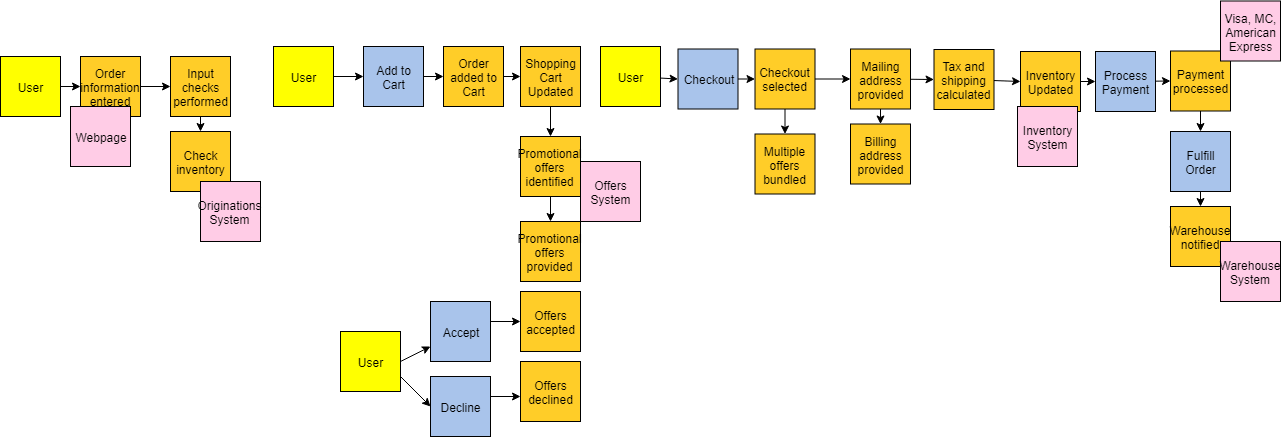 User
Order
information
entered
Webpage
Input
checks
performed
Check
inventory
Originations
System
User
Add to
Cart
Order
added to
Cart
Shopping
Cart
Updated
Promotional
offers
identified
Offers
System
Promotional
offers
provided
User
Accept
Offers
accepted
Decline
Offers
declined
User
Checkout
Checkout
selected
Multiple
offers
bundled
Mailing
address
provided
Billing
address
provided
Tax and
shipping
calculated
Inventory
Updated
Inventory
System
Process
Payment
Payment
processed
Visa, MC,
American
Express
Fulfill
Order
Warehouse
notified
Warehouse
System